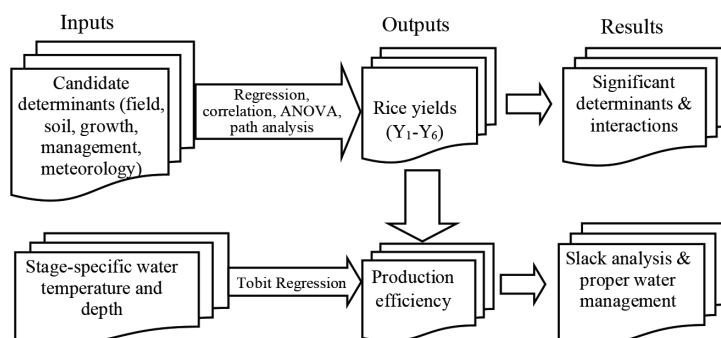 Inputs
Outputs
Results
Candidate
determinants (field,
soil, growth,
management,
meteorology)
Regression,
correlation, ANOVA,
path analysis
Rice yields
(Y₁-Y₆)
Significant
determinants &
interactions
Stage-specific water
temperature and
depth
Tobit Regression
Production
efficiency
Slack analysis &
proper water
management